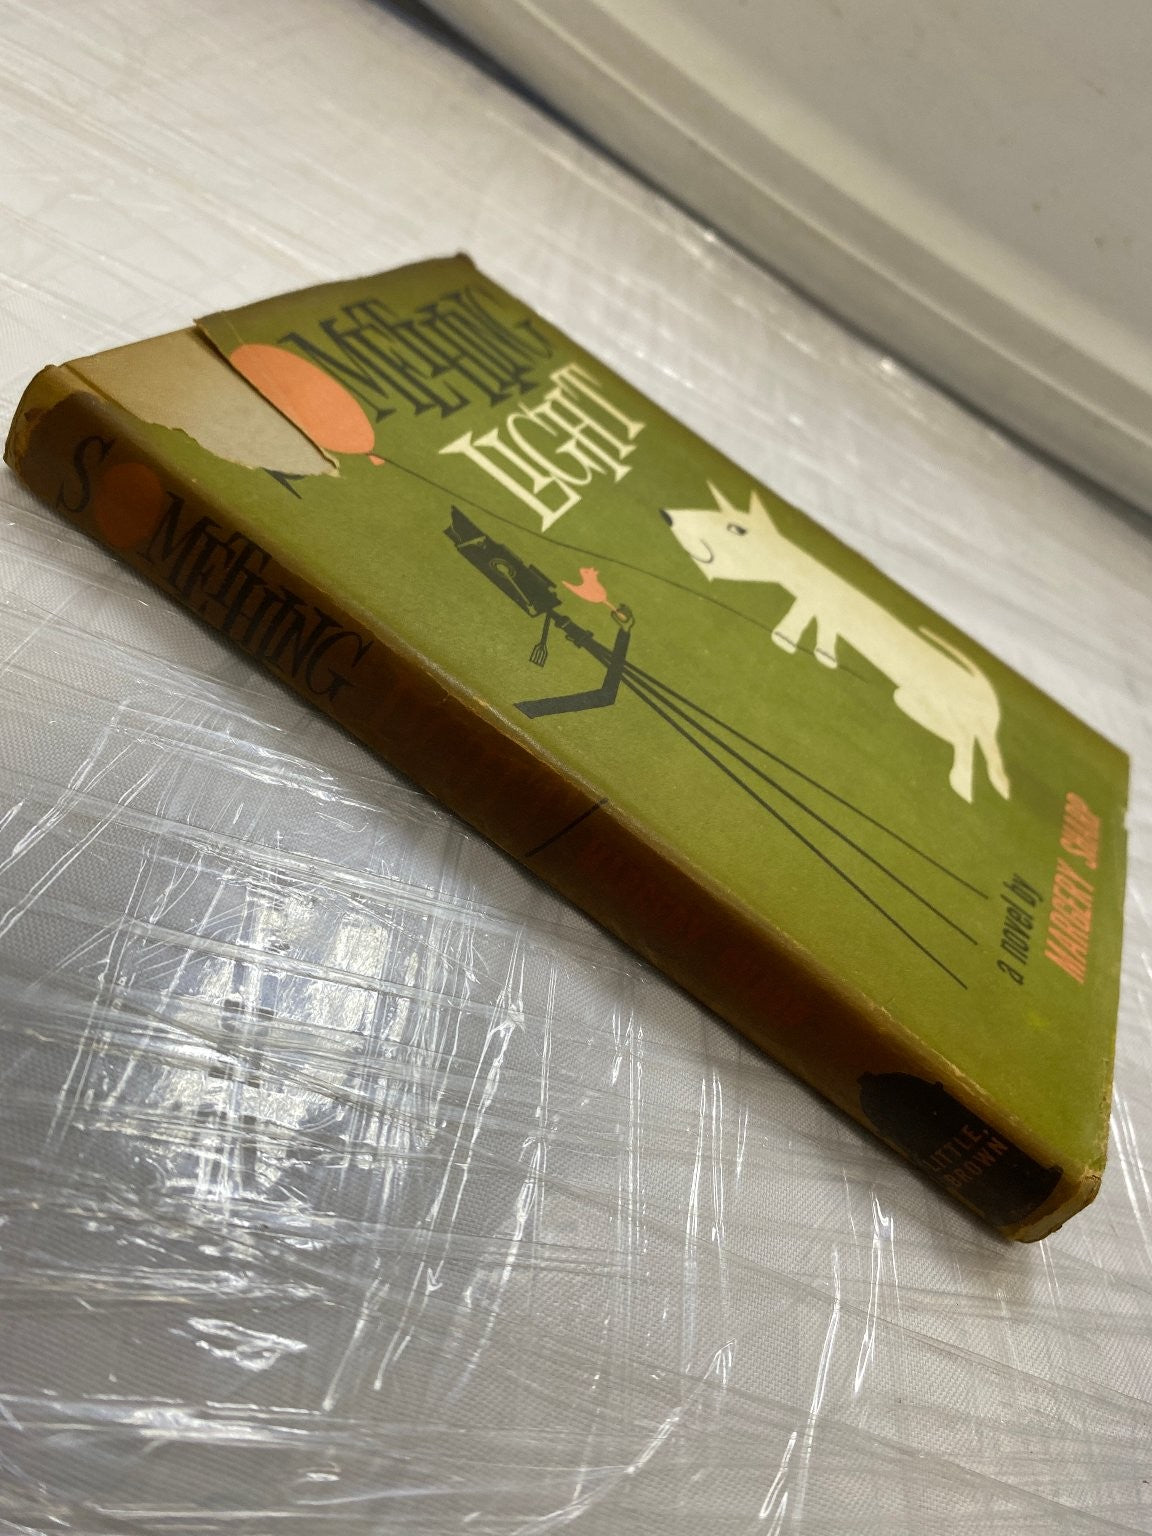 SOMETHING
LIGHT
a novel by
MARGERY SHARP
SOMETHING
LITTLE,
BROWN